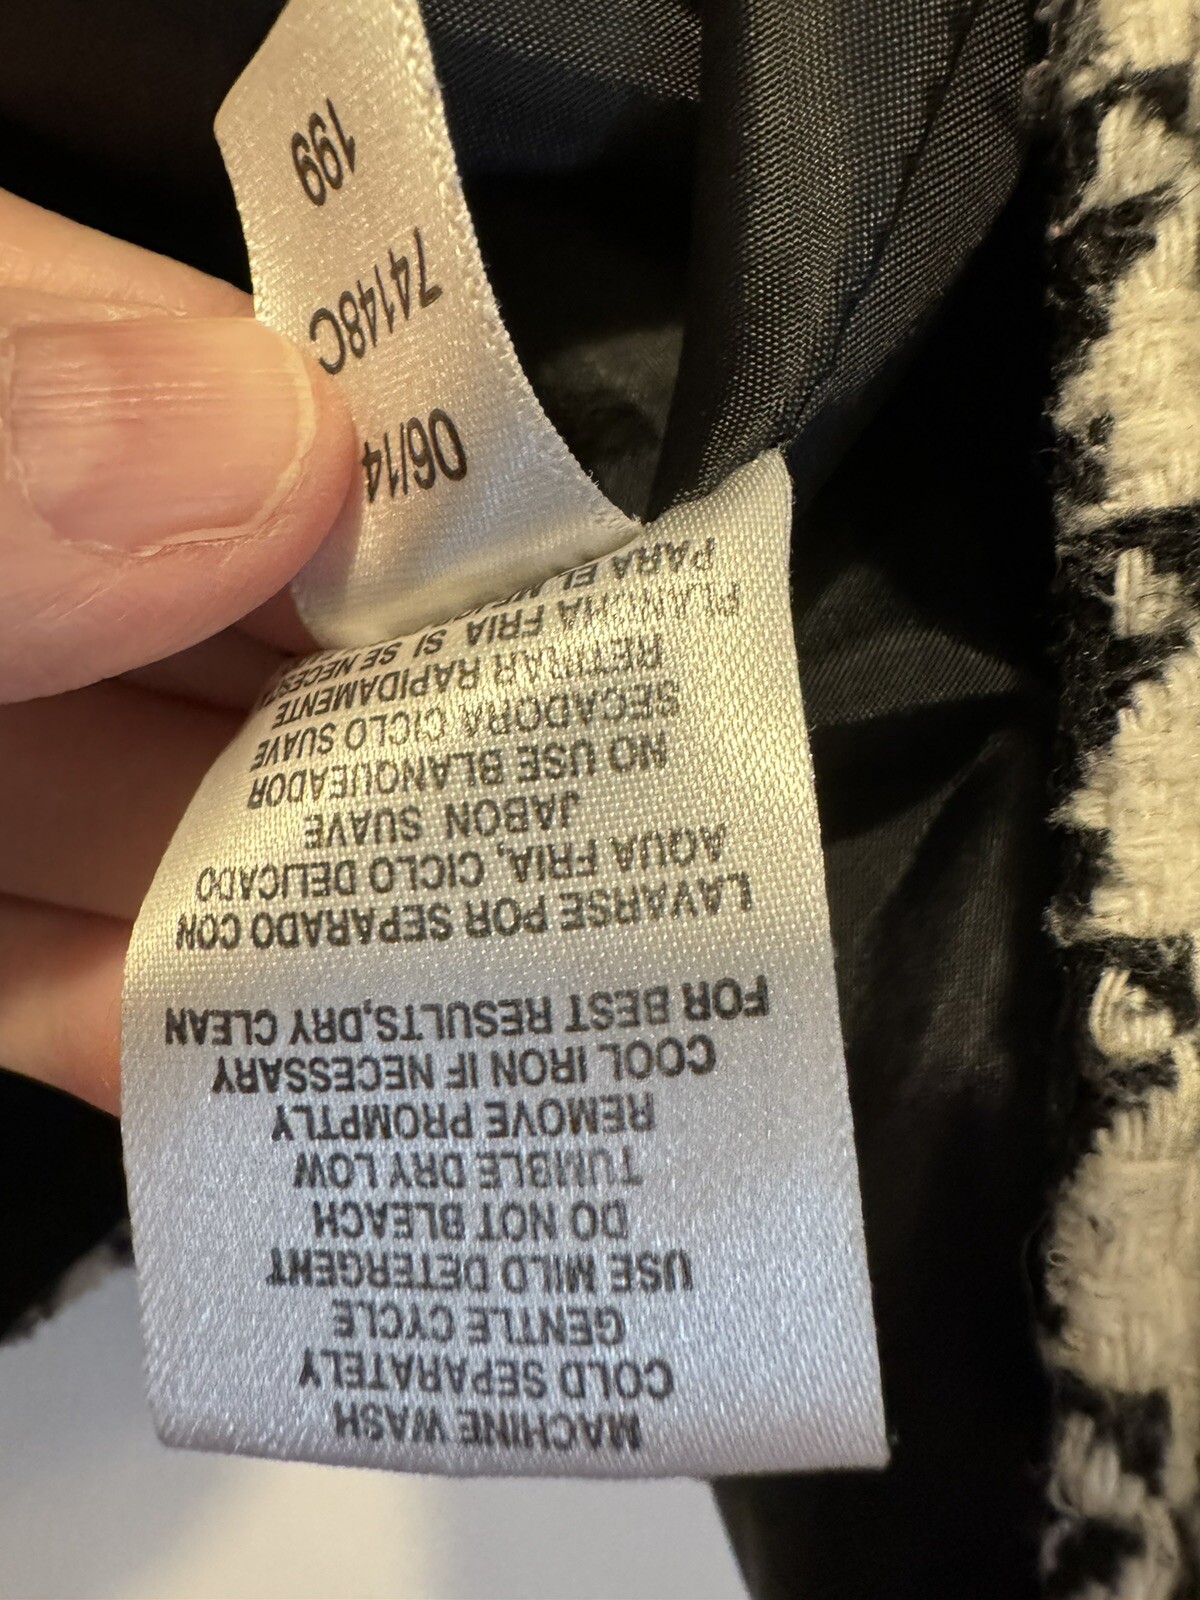 MACHINE WASH
COLD SEPARATELY
GENTLE CYCLE
USE MILD DETERGENT
DO NOT BLEACH
TUMBLE DRY LOW
REMOVE PROMPTLY
COOL IRON IF NECESSARY
FOR BEST RESULTS,DRY CLEAN
LAVARSE POR SEPARADO CON
AQUA FRIA, CICLO DELICADO
JABON SUAVE
NO USE BLANQUEADOR
SECADORA CICLO SUAVE
RETIRAR RAPIDAMENTE
PLANCHA FRIA SI SE
PARA EL
06/14
74148C
199